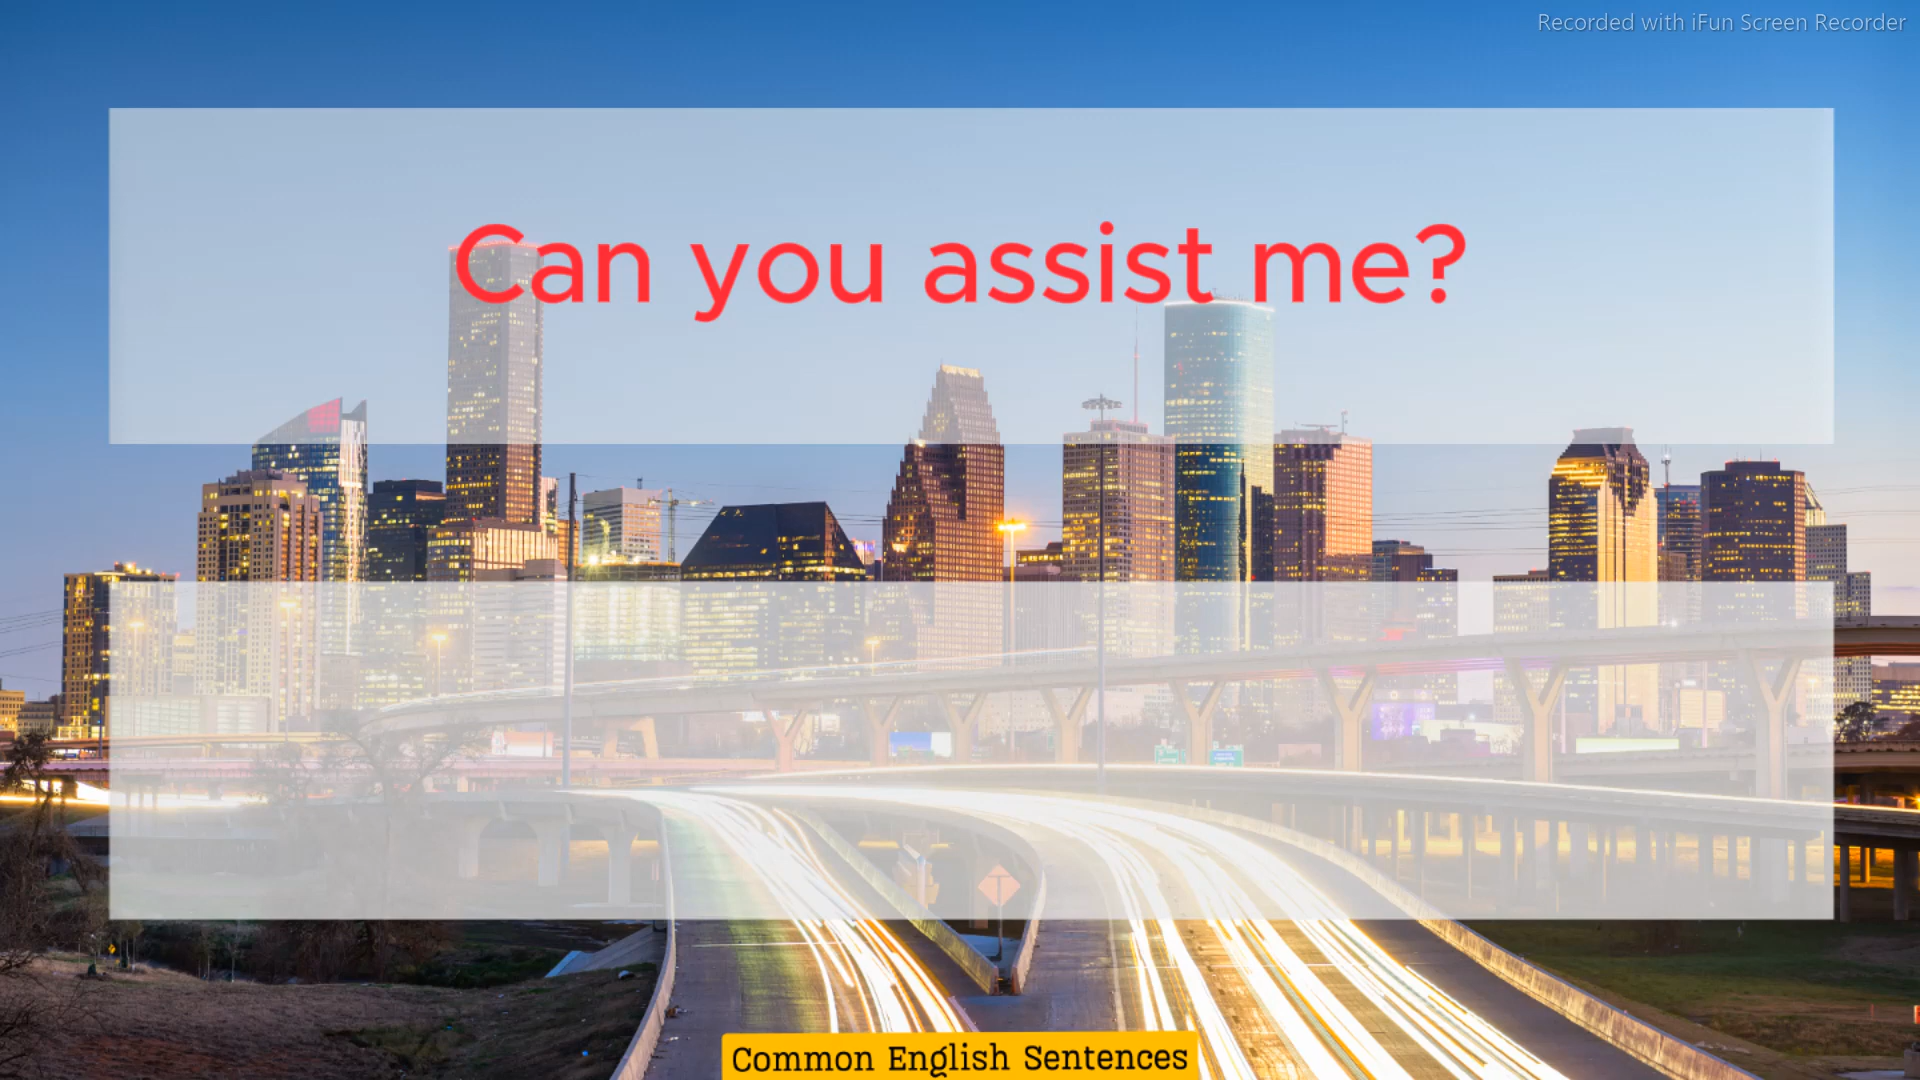 Recorded with iFun Screen Recorder
Can you assist me?
Common English Sentences